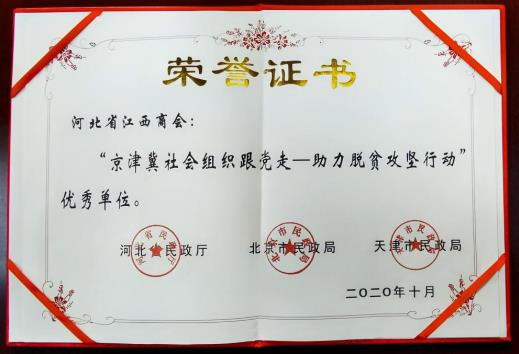 荣誉证书
河北省江西商会：
“京津冀社会组织跟党走—助力脱贫攻坚行动”
优秀单位。
河北省民政厅 北京市民政局 天津市民政局
二〇二〇年十月